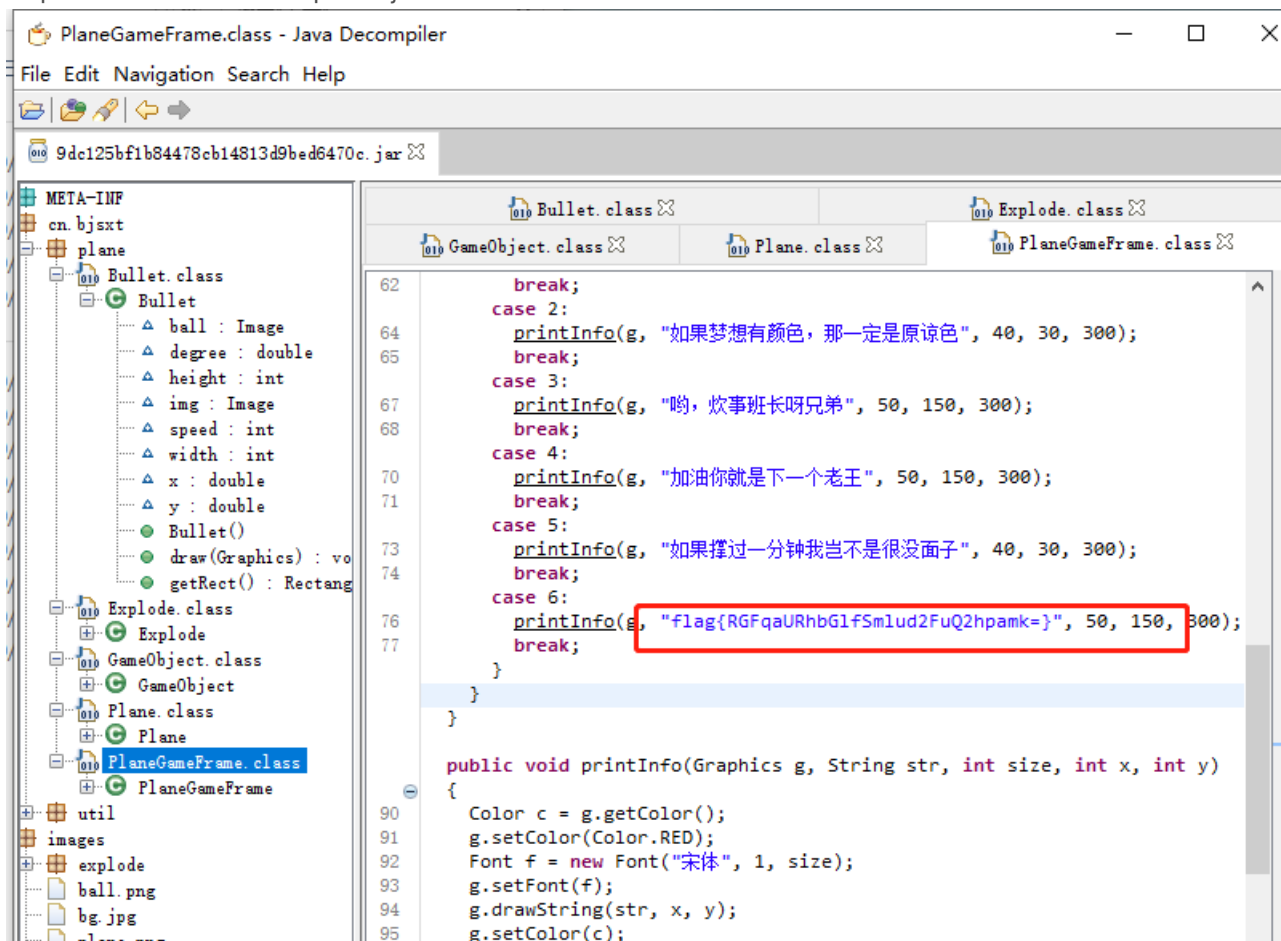 PlaneGameFrame.class - Java Decompiler
File Edit Navigation Search Help
9dc125bf1b84478cb14813d9bed6470c.jar
META-INF
cn.bjsxt
plane
Bullet.class
Bullet
ball : Image
degree : double
height : int
img : Image
speed : int
width : int
x : double
y : double
Bullet()
draw(Graphics) : vo
getRect() : Rectang
Explode.class
Explode
GameObject.class
GameObject
Plane.class
Plane
PlaneGameFrame.class
PlaneGameFrame
util
images
explode
ball.png
bg.jpg
Bullet.class
Explode.class
GameObject.class
Plane.class
PlaneGameFrame.class
62 break;
case 2:
64 printInfo(g, "如果梦想有颜色，那一定是原谅色", 40, 30, 300);
65 break;
case 3:
67 printInfo(g, "哟，炊事班长呀兄弟", 50, 150, 300);
68 break;
case 4:
70 printInfo(g, "加油你就是下一个老王", 50, 150, 300);
71 break;
case 5:
73 printInfo(g, "如果撑过一分钟我岂不是很没面子", 40, 30, 300);
74 break;
case 6:
76 printInfo(g, "flag{RGFqaURhbGlfSmlud2FuQ2hpamk=}", 50, 150, 300);
77 break;
}
}
}
public void printInfo(Graphics g, String str, int size, int x, int y)
{
90 Color c = g.getColor();
91 g.setColor(Color.RED);
92 Font f = new Font("宋体", 1, size);
93 g.setFont(f);
94 g.drawString(str, x, y);
95 g.setColor(c);